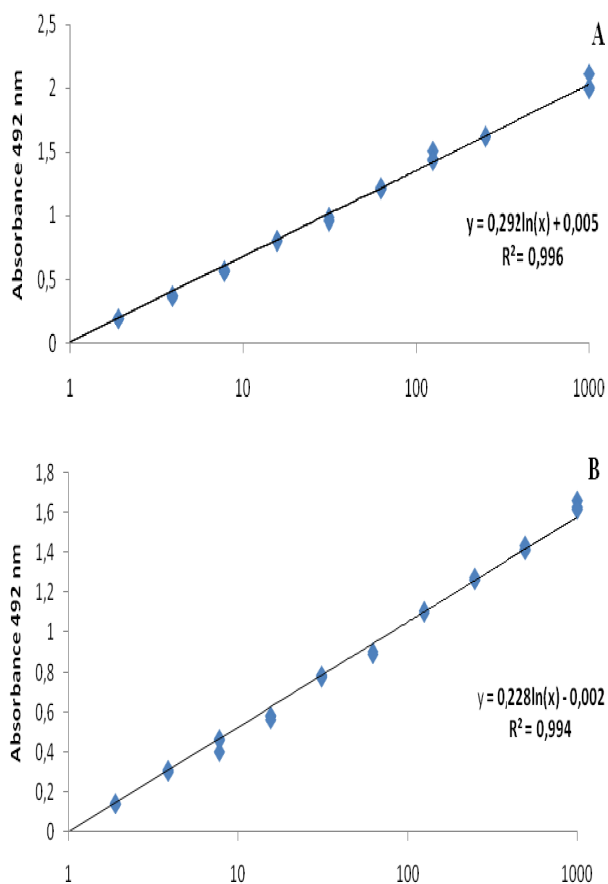 A
2,5
2
1,5
1
0,5
0
Absorbance 492 nm
y = 0,292ln(x) + 0,005
R² = 0,996
1 10 100 1000
B
1,8
1,6
1,4
1,2
1
0,8
0,6
0,4
0,2
0
Absorbance 492 nm
y = 0,228ln(x) - 0,002
R² = 0,994
1 10 100 1000